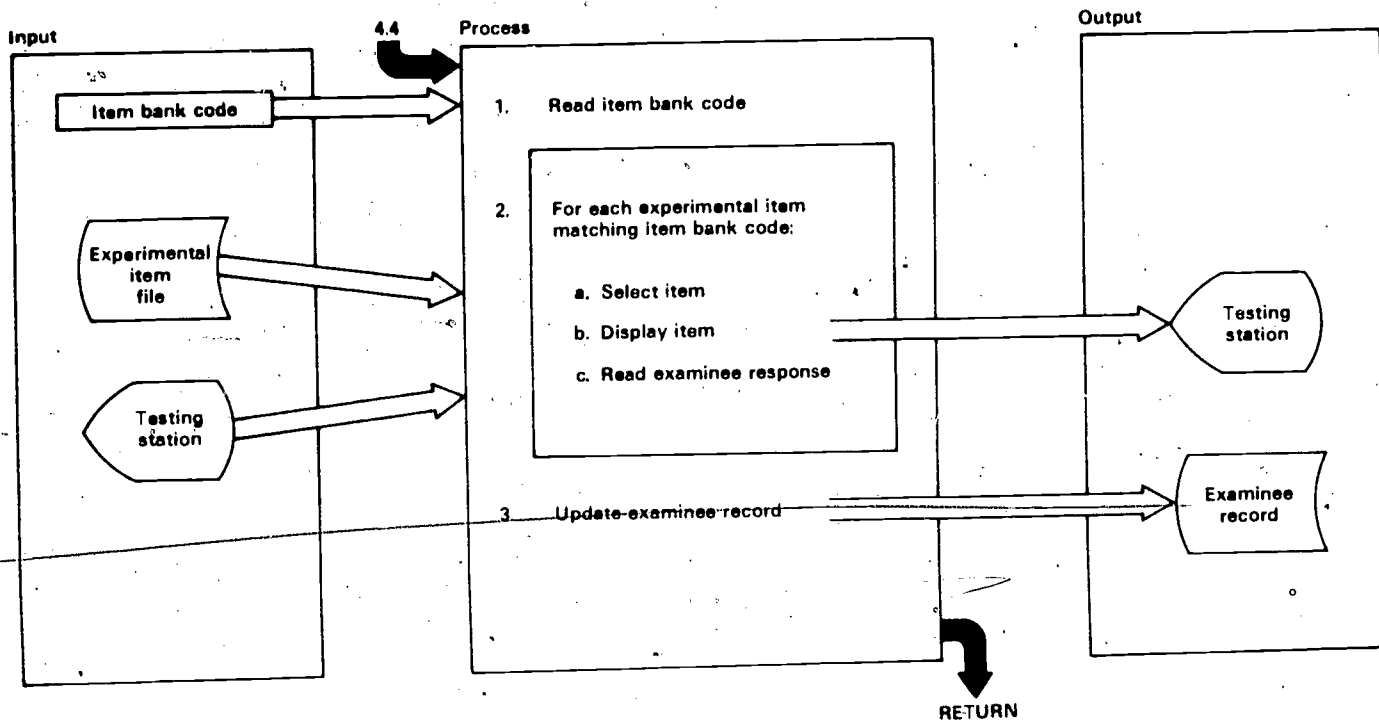 Input
4.4
Process
Output
Item bank code
1. Read item bank code
2. For each experimental item
matching item bank code:
Experimental
item
file
a. Select item
b. Display item
c. Read examinee response
Testing
station
Testing
station
3. Update examinee record
Examinee
record
RETURN